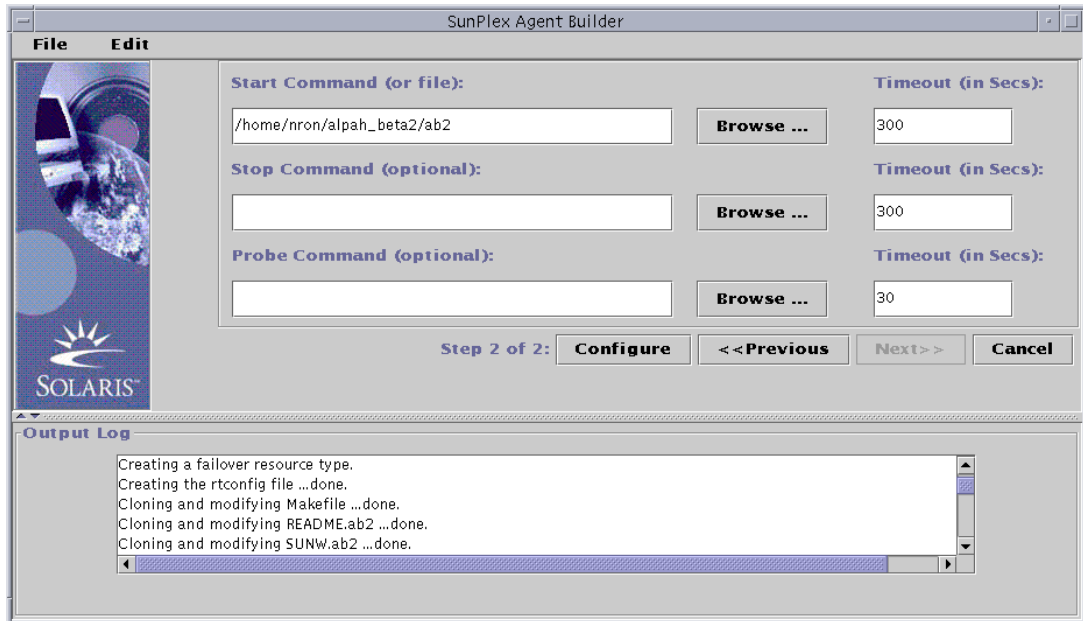 SunPlex Agent Builder
File Edit
Start Command (or file): Timeout (in Secs):
/home/nron/alpah_beta2/ab2 Browse ... 300
Stop Command (optional): Timeout (in Secs):
Browse ... 300
Probe Command (optional): Timeout (in Secs):
Browse ... 30
SOLARIS™
Step 2 of 2: Configure <<Previous Next>> Cancel
Output Log
Creating a failover resource type.
Creating the rtconfig file ...done.
Cloning and modifying Makefile ...done.
Cloning and modifying README.ab2 ...done.
Cloning and modifying SUNW.ab2 ...done.